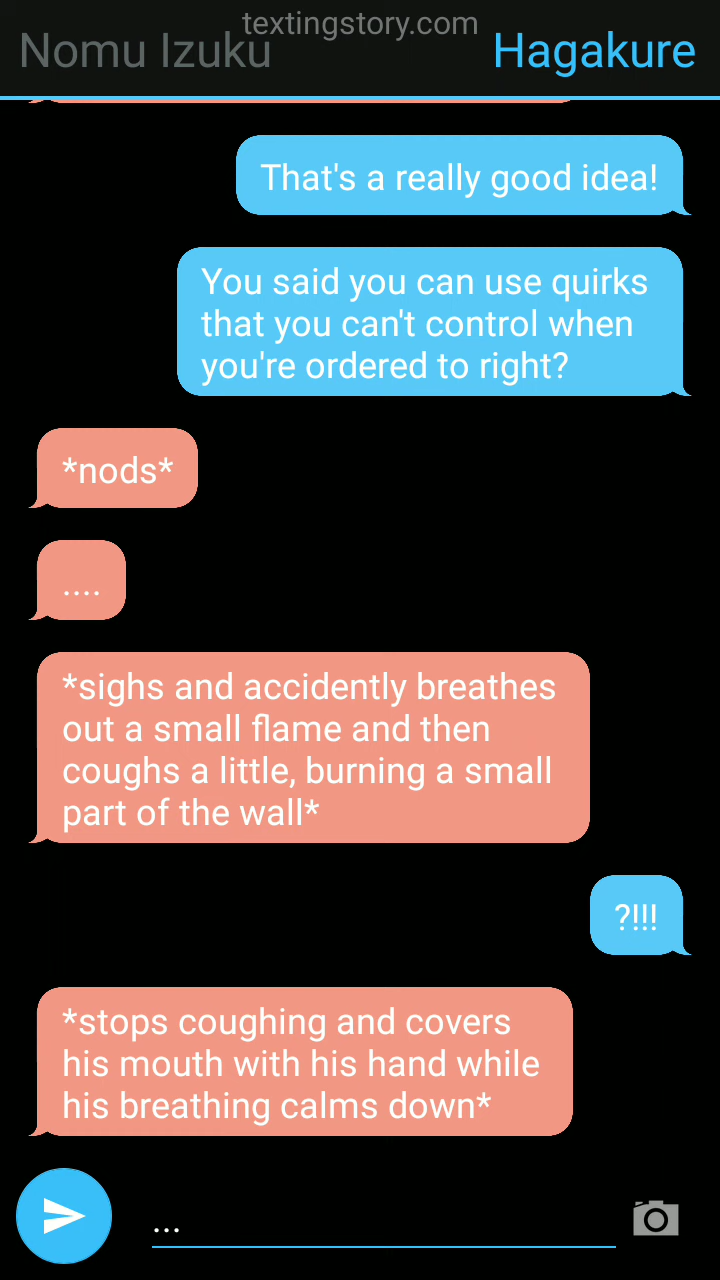 textingstory.com
Nomu Izuku
Hagakure
That's a really good idea!
You said you can use quirks
that you can't control when
you're ordered to right?
*nods*
....
*sighs and accidently breathes
out a small flame and then
coughs a little, burning a small
part of the wall*
?!!!
*stops coughing and covers
his mouth with his hand while
his breathing calms down*
...